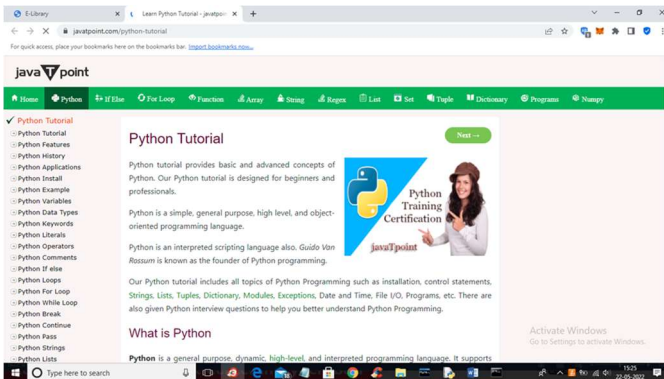 E-Library
Learn Python Tutorial - javatpoin
javatpoint.com/python-tutorial
For quick access, place your bookmarks here on the bookmarks bar. Import bookmarks now...
javaTpoint
Home Python If Else For Loop Function Array String Regex List Set Tuple Dictionary Programs Numpy
Python Tutorial
Python Tutorial
Python Features
Python History
Python Applications
Python Install
Python Example
Python Variables
Python Data Types
Python Keywords
Python Literals
Python Operators
Python Comments
Python If else
Python Loops
Python For Loop
Python While Loop
Python Break
Python Continue
Python Pass
Python Strings
Python Lists
Python Tutorial
Next →
Python tutorial provides basic and advanced concepts of
Python. Our Python tutorial is designed for beginners and
professionals.
Python is a simple, general purpose, high level, and object-
oriented programming language.
Python is an interpreted scripting language also. Guido Van
Rossum is known as the founder of Python programming.
Python
Training
Certification
javaTpoint
Our Python tutorial includes all topics of Python Programming such as installation, control statements,
Strings, Lists, Tuples, Dictionary, Modules, Exceptions, Date and Time, File I/O, Programs, etc. There are
also given Python interview questions to help you better understand Python Programming.
What is Python
Python is a general purpose, dynamic, high-level, and interpreted programming language. It supports
Activate Windows
Go to Settings to activate Windows.
Type here to search
15:25
22-05-2022